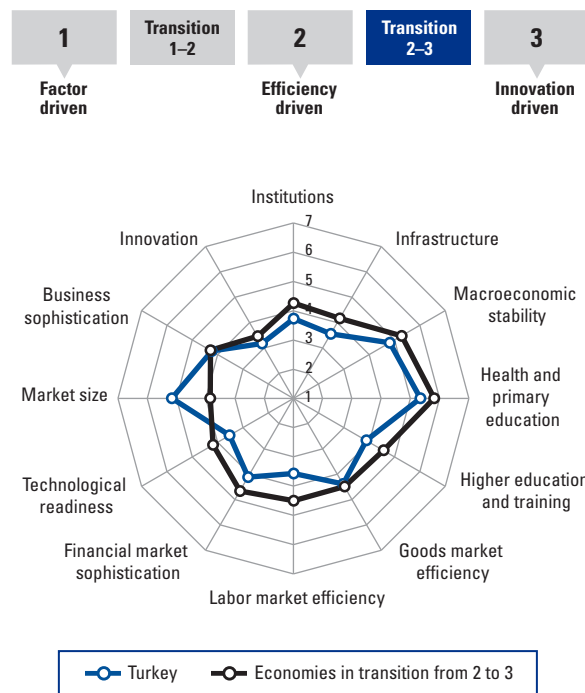 1
Transition
1–2
2
Transition
2–3
3
Factor
driven
Efficiency
driven
Innovation
driven
Institutions
Infrastructure
Macroeconomic
stability
Health and
primary
education
Higher education
and training
Goods market
efficiency
Labor market efficiency
Financial market
sophistication
Technological
readiness
Market size
Business
sophistication
Innovation
7
6
5
4
3
2
1
Turkey
Economies in transition from 2 to 3